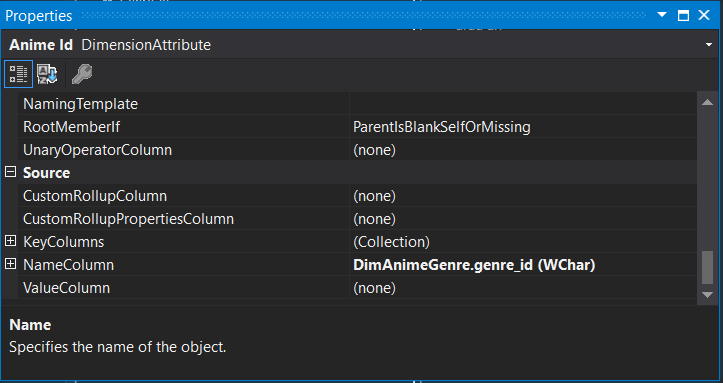 Properties
Anime Id DimensionAttribute
NamingTemplate
RootMemberIf ParentIsBlankSelfOrMissing
UnaryOperatorColumn (none)
Source
CustomRollupColumn (none)
CustomRollupPropertiesColumn (none)
KeyColumns (Collection)
NameColumn DimAnimeGenre.genre_id (WChar)
ValueColumn (none)
Name
Specifies the name of the object.